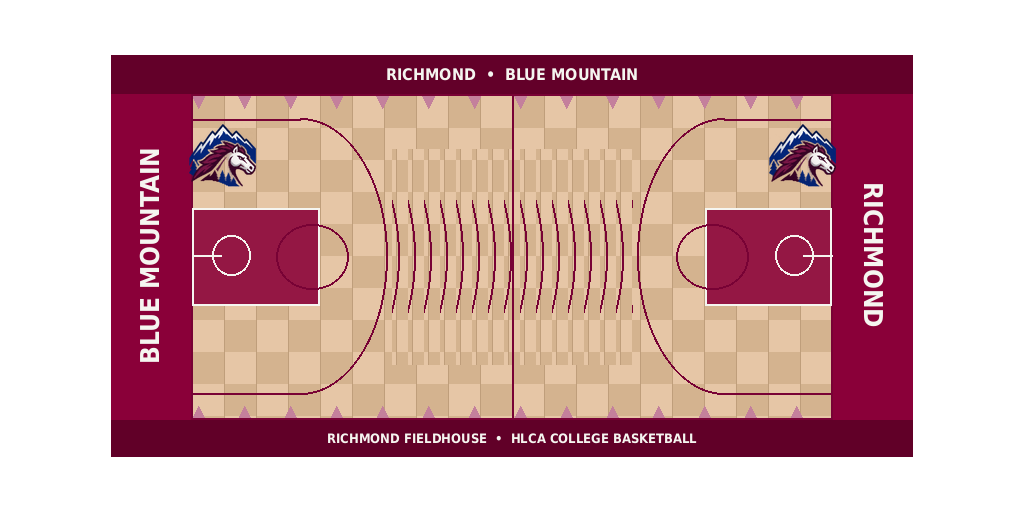 RICHMOND • BLUE MOUNTAIN
BLUE MOUNTAIN
RICHMOND
RICHMOND FIELDHOUSE • HLCA COLLEGE BASKETBALL